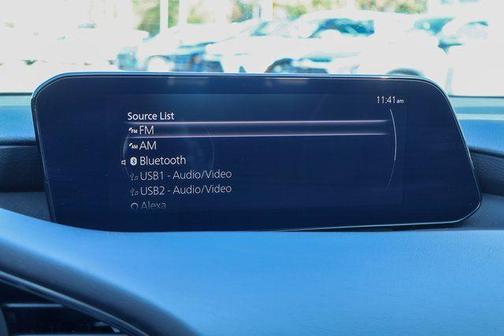 11:41am
Source List
FM
AM
Bluetooth
USB1 - Audio/Video
USB2 - Audio/Video
Alexa